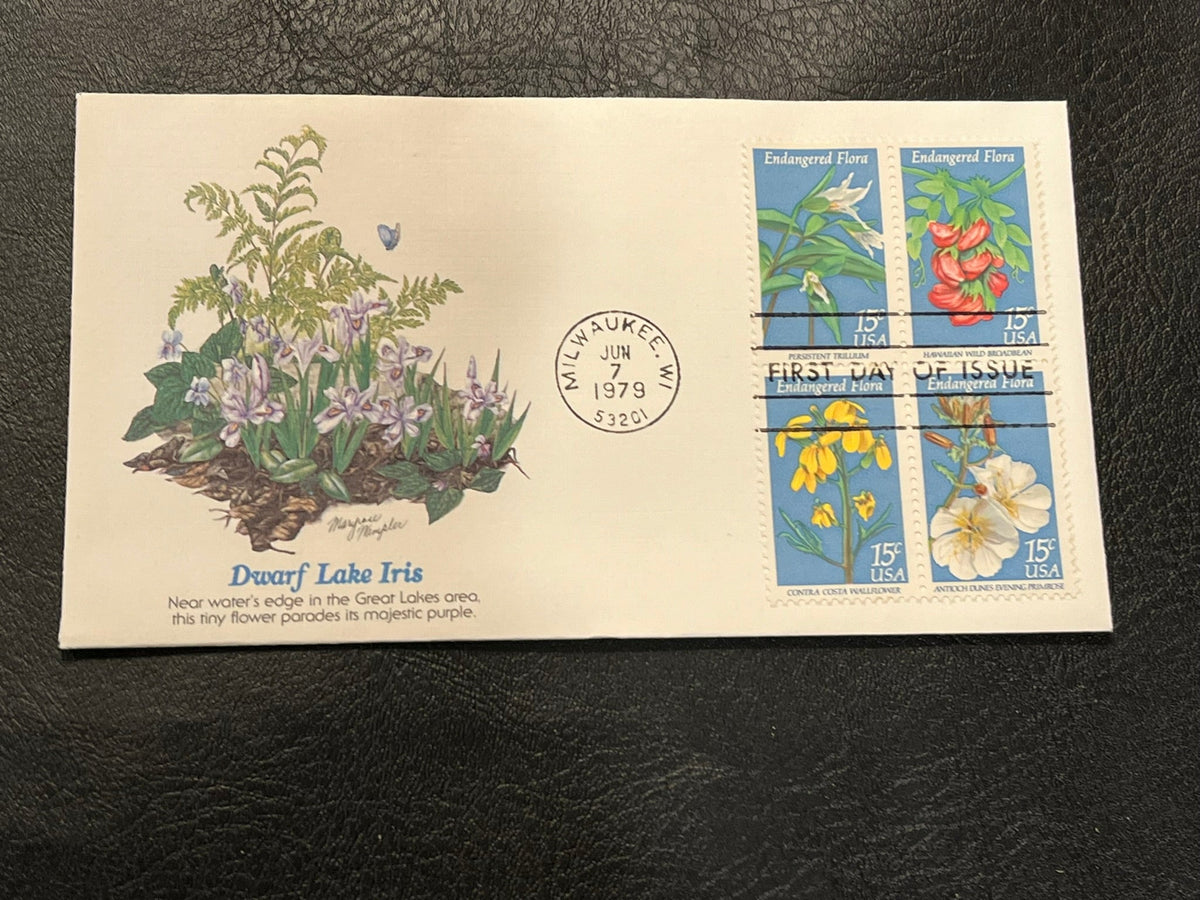 Endangered Flora
15c
USA
PERSISTENT TRILLIUM
Endangered Flora
15c
USA
HAWAIIAN WILD BROADBEAN
MILWAUKEE. WI
JUN
7
1979
53201
FIRST DAY OF ISSUE
Endangered Flora
15c
USA
CONTRA COSTA WALLFLOWER
Endangered Flora
15c
USA
ANTIOCH DUNES EVENING PRIMROSE
Dwarf Lake Iris
Near water's edge in the Great Lakes area,
this tiny flower parades its majestic purple.